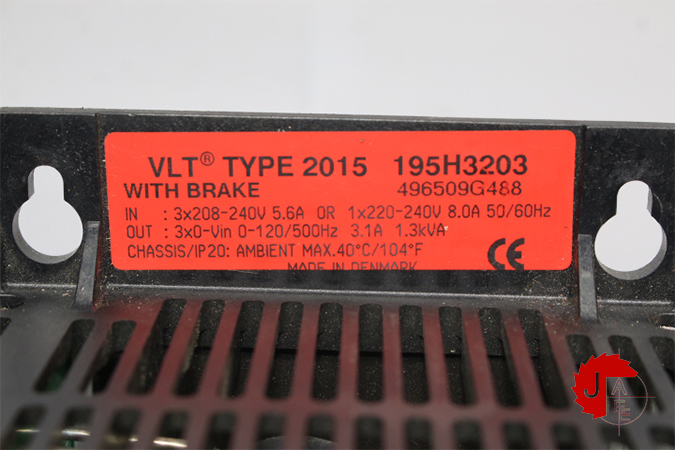 VLT® TYPE 2015 195H3203
WITH BRAKE 496509G488
IN : 3x208-240V 5.6A OR 1x220-240V 8.0A 50/60Hz
OUT : 3x0-Vin 0-120/500Hz 3.1A 1.3kVA
CHASSIS/IP20: AMBIENT MAX.40°C/104°F
MADE IN DENMARK
CE
J A